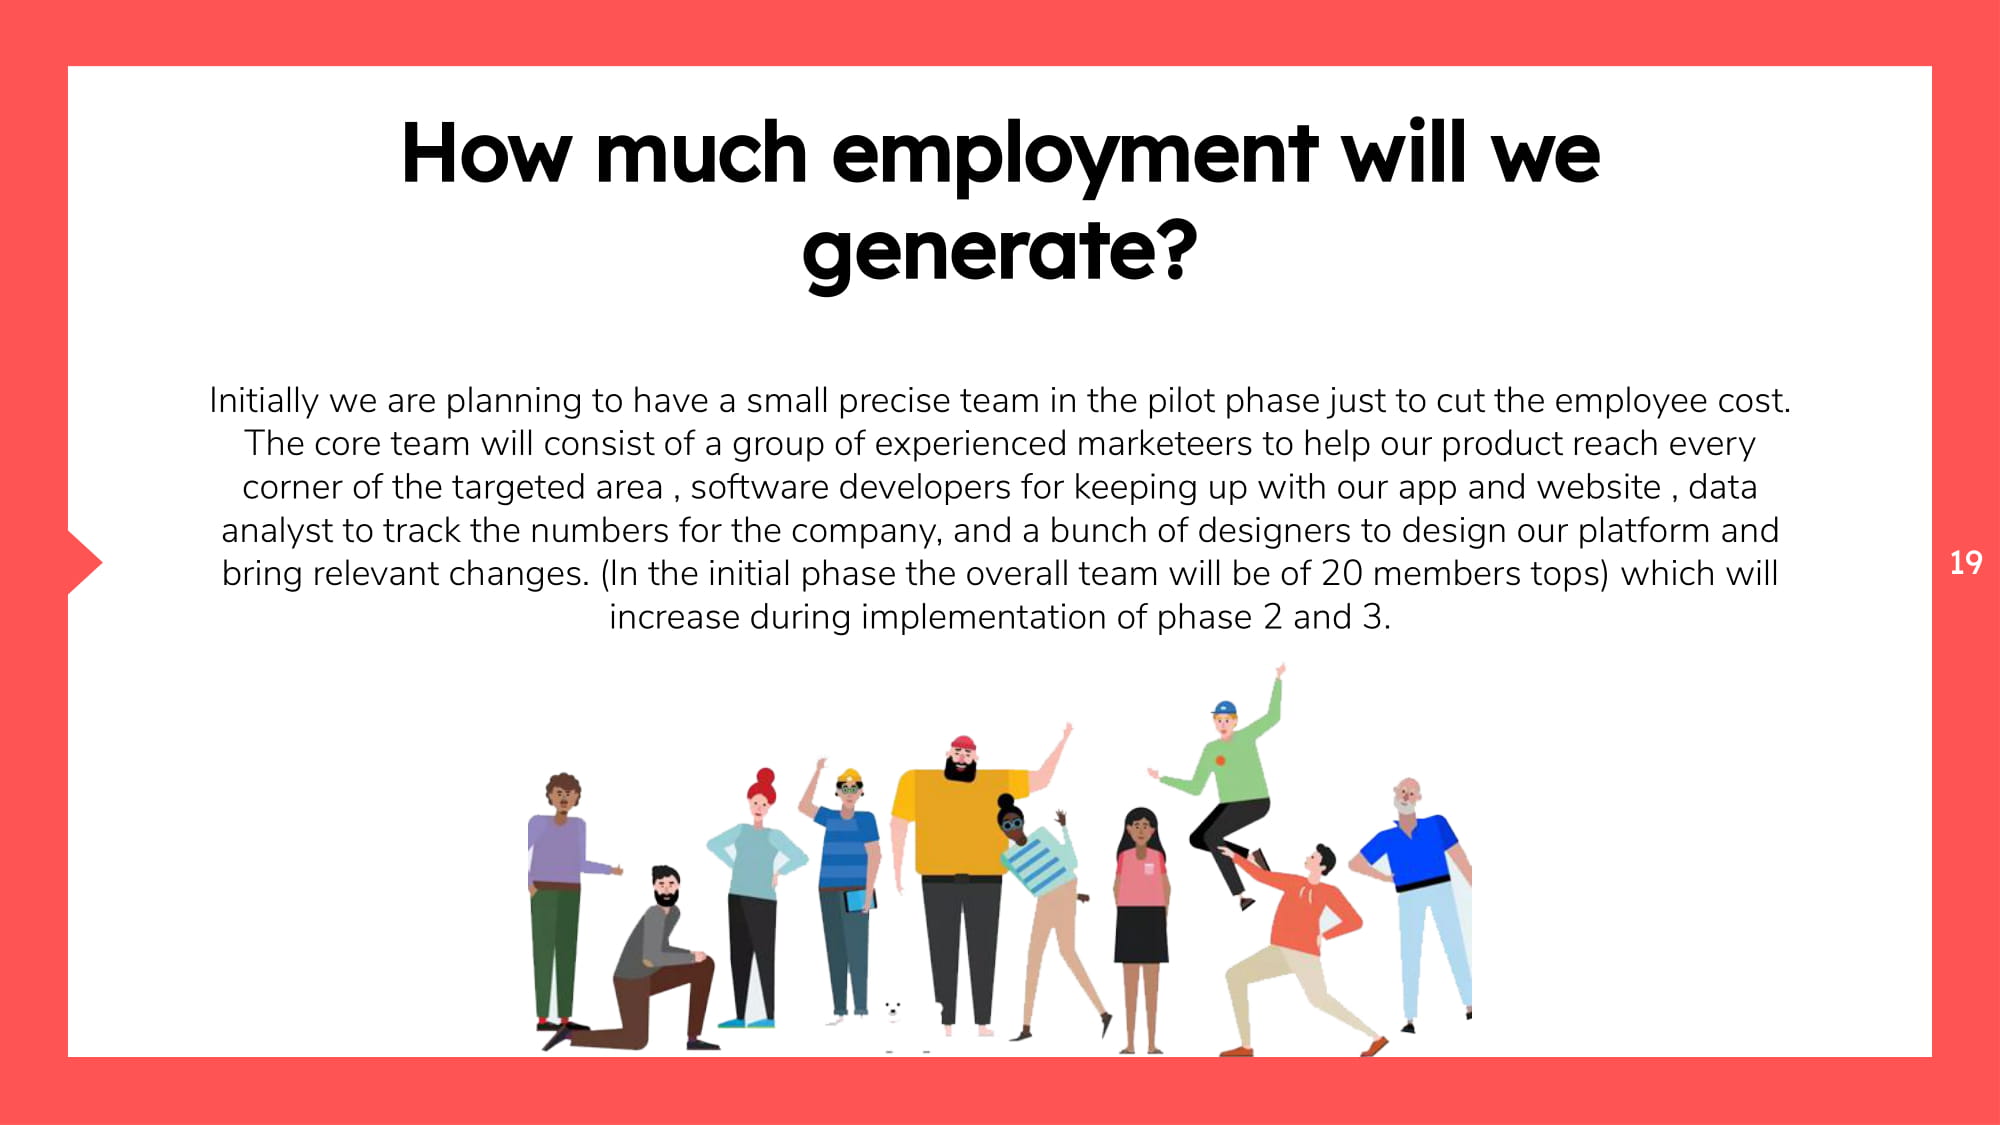 How much employment will we
generate?
Initially we are planning to have a small precise team in the pilot phase just to cut the employee cost.
The core team will consist of a group of experienced marketeers to help our product reach every
corner of the targeted area , software developers for keeping up with our app and website , data
analyst to track the numbers for the company, and a bunch of designers to design our platform and
bring relevant changes. (In the initial phase the overall team will be of 20 members tops) which will
increase during implementation of phase 2 and 3.
19